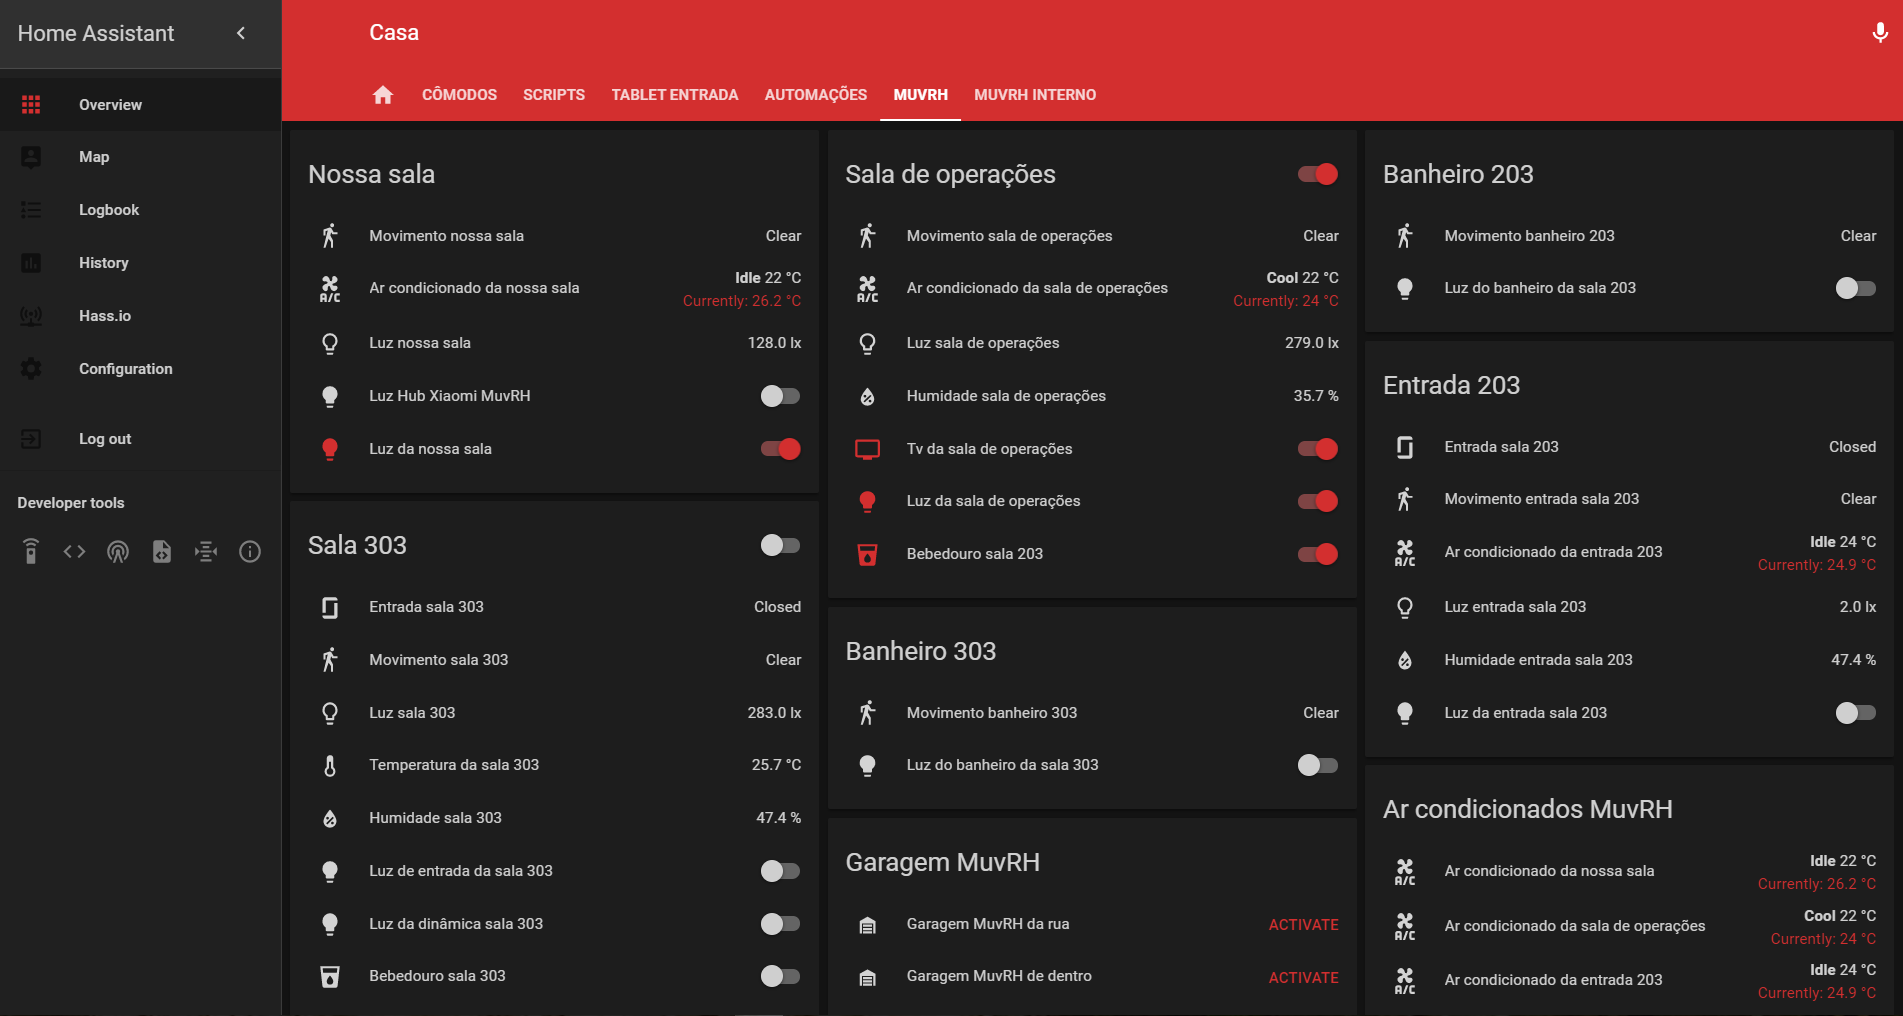 Home Assistant
Overview
Map
Logbook
History
Hass.io
Configuration
Log out
Developer tools
Casa
CÔMODOS SCRIPTS TABLET ENTRADA AUTOMAÇÕES MUVRH MUVRH INTERNO
Nossa sala
Movimento nossa sala Clear
A/C Ar condicionado da nossa sala Idle 22 °C
Currently: 26.2 °C
Luz nossa sala 128.0 lx
Luz Hub Xiaomi MuvRH
Luz da nossa sala
Sala 303
Entrada sala 303 Closed
Movimento sala 303 Clear
Luz sala 303 283.0 lx
Temperatura da sala 303 25.7 °C
Humidade sala 303 47.4 %
Luz de entrada da sala 303
Luz da dinâmica sala 303
Bebedouro sala 303
Sala de operações
Movimento sala de operações Clear
A/C Ar condicionado da sala de operações Cool 22 °C
Currently: 24 °C
Luz sala de operações 279.0 lx
Humidade sala de operações 35.7 %
Tv da sala de operações
Luz da sala de operações
Bebedouro sala 203
Banheiro 303
Movimento banheiro 303 Clear
Luz do banheiro da sala 303
Garagem MuvRH
Garagem MuvRH da rua ACTIVATE
Garagem MuvRH de dentro ACTIVATE
Banheiro 203
Movimento banheiro 203 Clear
Luz do banheiro da sala 203
Entrada 203
Entrada sala 203 Closed
Movimento entrada sala 203 Clear
A/C Ar condicionado da entrada 203 Idle 24 °C
Currently: 24.9 °C
Luz entrada sala 203 2.0 lx
Humidade entrada sala 203 47.4 %
Luz da entrada sala 203
Ar condicionados MuvRH
A/C Ar condicionado da nossa sala Idle 22 °C
Currently: 26.2 °C
A/C Ar condicionado da sala de operações Cool 22 °C
Currently: 24 °C
A/C Ar condicionado da entrada 203 Idle 24 °C
Currently: 24.9 °C